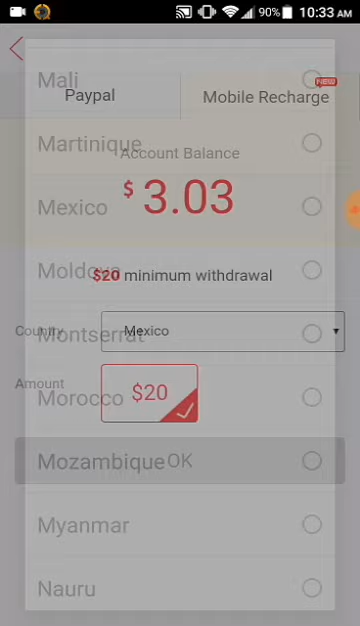 90% 10:33 AM
Mali
Paypal
Mobile Recharge
NEW
Martinique
Account Balance
Mexico
$ 3.03
Moldova
$20 minimum withdrawal
Country
Mexico
Montserrat
Amount
$20
Morocco
Mozambique
OK
Myanmar
Nauru